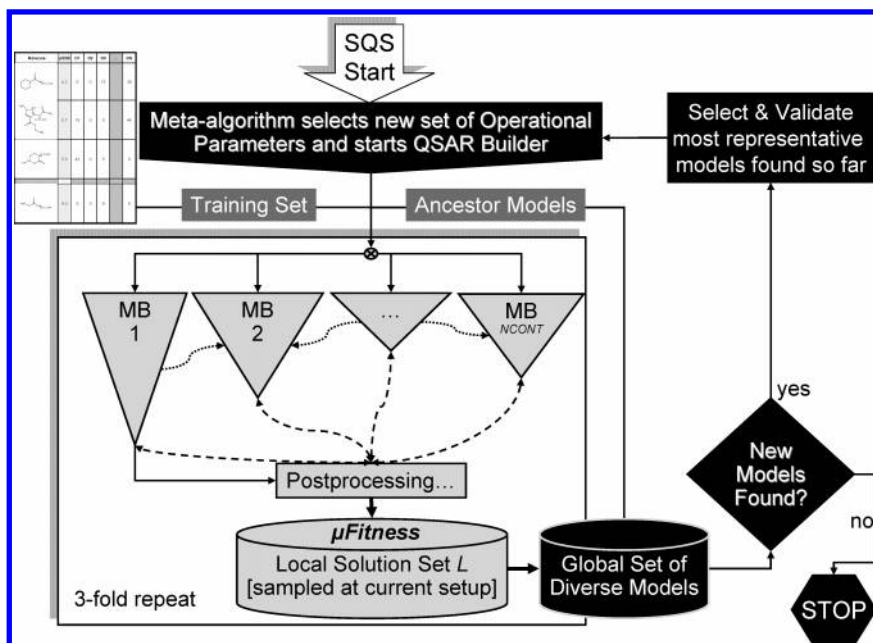 SQS
Start
Meta-algorithm selects new set of Operational
Parameters and starts QSAR Builder
Select & Validate
most representative
models found so far
Training Set
Ancestor Models
MB
1
MB
2
...
MB
NCONT
yes
New
Models
Found?
no
Postprocessing...
µFitness
Local Solution Set L
[sampled at current setup]
Global Set of
Diverse Models
3-fold repeat
STOP